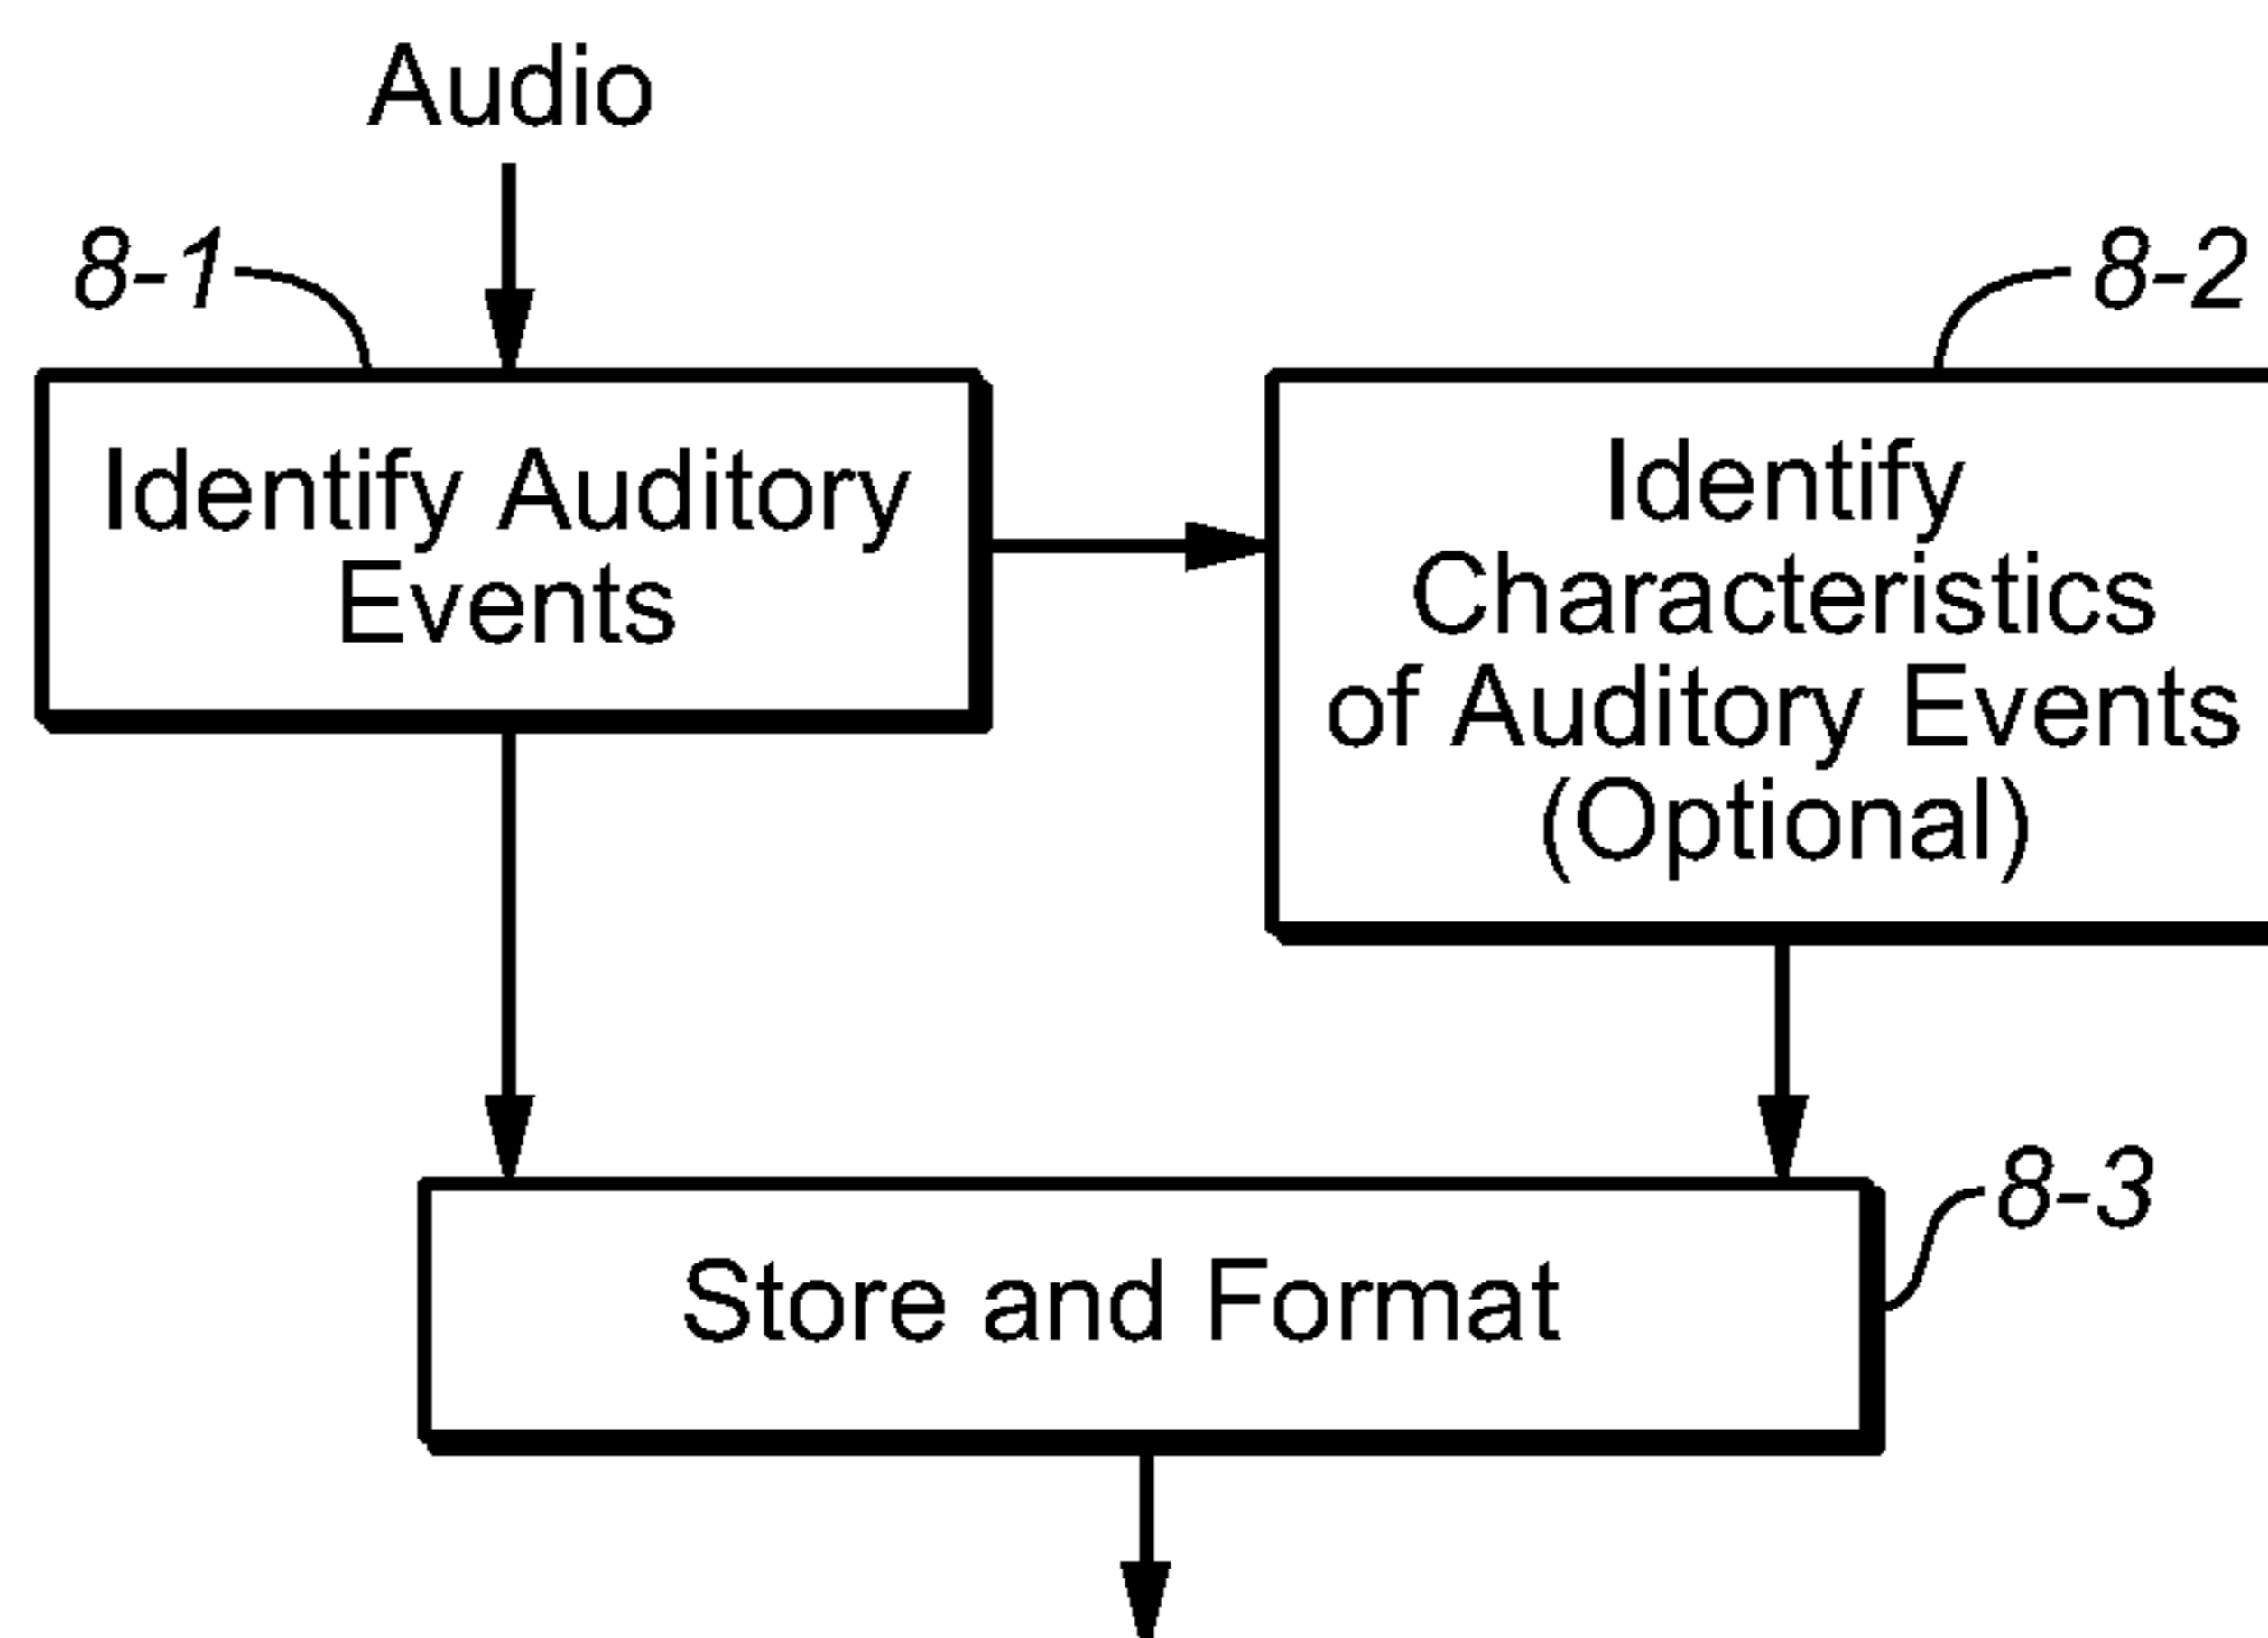 Audio
8-1
8-2
Identify Auditory
Events
Identify
Characteristics
of Auditory Events
(Optional)
8-3
Store and Format